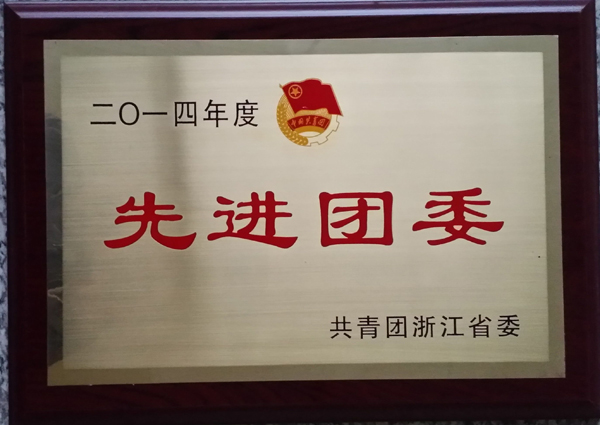 二〇一四年度
先进团委
共青团浙江省委